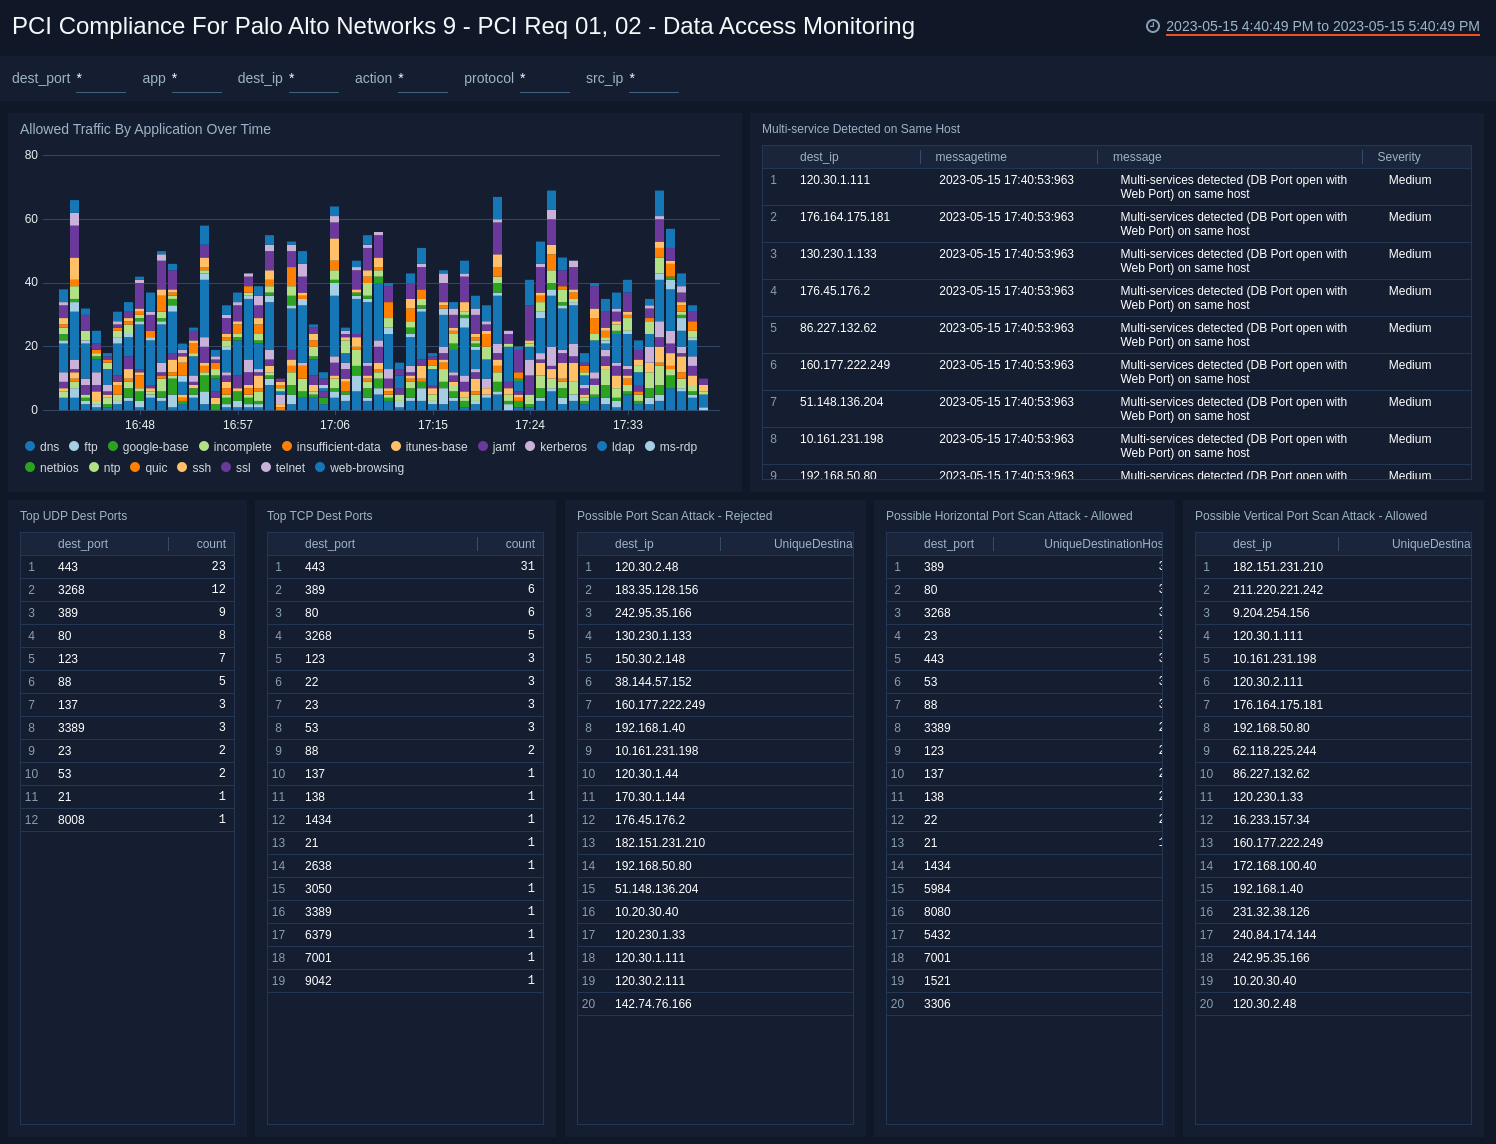 PCI Compliance For Palo Alto Networks 9 - PCI Req 01, 02 - Data Access Monitoring
2023-05-15 4:40:49 PM to 2023-05-15 5:40:49 PM
dest_port * app * dest_ip * action * protocol * src_ip *
Allowed Traffic By Application Over Time
80
60
40
20
0
16:48 16:57 17:06 17:15 17:24 17:33
dns ftp google-base incomplete insufficient-data itunes-base jamf kerberos ldap ms-rdp
netbios ntp quic ssh ssl telnet web-browsing
Multi-service Detected on Same Host
dest_ip messagetime message Severity
1 120.30.1.111 2023-05-15 17:40:53:963 Multi-services detected (DB Port open with Medium
Web Port) on same host
2 176.164.175.181 2023-05-15 17:40:53:963 Multi-services detected (DB Port open with Medium
Web Port) on same host
3 130.230.1.133 2023-05-15 17:40:53:963 Multi-services detected (DB Port open with Medium
Web Port) on same host
4 176.45.176.2 2023-05-15 17:40:53:963 Multi-services detected (DB Port open with Medium
Web Port) on same host
5 86.227.132.62 2023-05-15 17:40:53:963 Multi-services detected (DB Port open with Medium
Web Port) on same host
6 160.177.222.249 2023-05-15 17:40:53:963 Multi-services detected (DB Port open with Medium
Web Port) on same host
7 51.148.136.204 2023-05-15 17:40:53:963 Multi-services detected (DB Port open with Medium
Web Port) on same host
8 10.161.231.198 2023-05-15 17:40:53:963 Multi-services detected (DB Port open with Medium
Web Port) on same host
9 192.168.50.80 2023-05-15 17:40:53:963 Multi-services detected (DB Port open with Medium
Top UDP Dest Ports
dest_port count
1 443 23
2 3268 12
3 389 9
4 80 8
5 123 7
6 88 5
7 137 3
8 3389 3
9 23 2
10 53 2
11 21 1
12 8008 1
Top TCP Dest Ports
dest_port count
1 443 31
2 389 6
3 80 6
4 3268 5
5 123 3
6 22 3
7 23 3
8 53 3
9 88 2
10 137 1
11 138 1
12 1434 1
13 21 1
14 2638 1
15 3050 1
16 3389 1
17 6379 1
18 7001 1
19 9042 1
Possible Port Scan Attack - Rejected
dest_ip UniqueDestina
1 120.30.2.48
2 183.35.128.156
3 242.95.35.166
4 130.230.1.133
5 150.30.2.148
6 38.144.57.152
7 160.177.222.249
8 192.168.1.40
9 10.161.231.198
10 120.30.1.44
11 170.30.1.144
12 176.45.176.2
13 182.151.231.210
14 192.168.50.80
15 51.148.136.204
16 10.20.30.40
17 120.230.1.33
18 120.30.1.111
19 120.30.2.111
20 142.74.76.166
Possible Horizontal Port Scan Attack - Allowed
dest_port UniqueDestinationHos
1 389
2 80
3 3268
4 23
5 443
6 53
7 88
8 3389
9 123
10 137
11 138
12 22
13 21
14 1434
15 5984
16 8080
17 5432
18 7001
19 1521
20 3306
Possible Vertical Port Scan Attack - Allowed
dest_ip UniqueDestina
1 182.151.231.210
2 211.220.221.242
3 9.204.254.156
4 120.30.1.111
5 10.161.231.198
6 120.30.2.111
7 176.164.175.181
8 192.168.50.80
9 62.118.225.244
10 86.227.132.62
11 120.230.1.33
12 16.233.157.34
13 160.177.222.249
14 172.168.100.40
15 192.168.1.40
16 231.32.38.126
17 240.84.174.144
18 242.95.35.166
19 10.20.30.40
20 120.30.2.48